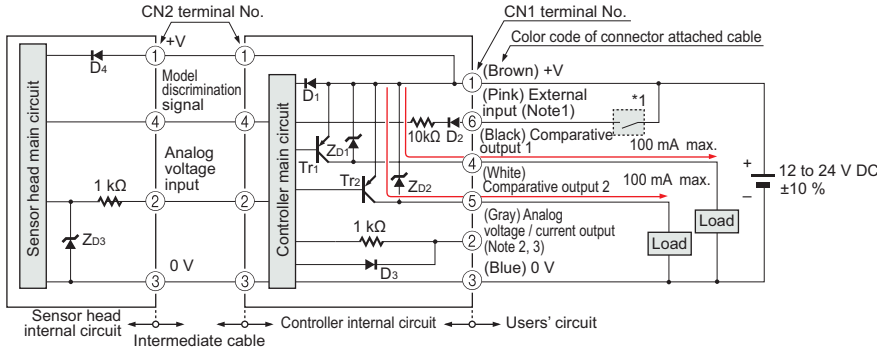 CN2 terminal No.
CN1 terminal No.
Color code of connector attached cable
+V
1
1
D4
Model
discrimination
signal
4
4
Analog
voltage
input
1 kΩ
2
2
ZD3
0 V
3
3
Sensor head main circuit
Controller main circuit
D1
1
(Brown) +V
(Pink) External
input (Note1)
*1
10kΩ
D2
6
(Black) Comparative
output 1
ZD1
Tr1
100 mA max.
4
(White)
Comparative output 2
100 mA max.
Tr2
ZD2
5
(Gray) Analog
voltage / current output
(Note 2, 3)
1 kΩ
2
D3
(Blue) 0 V
3
Load
Load
+
−
12 to 24 V DC
±10 %
Sensor head
internal circuit
Intermediate cable
Controller internal circuit
Users' circuit